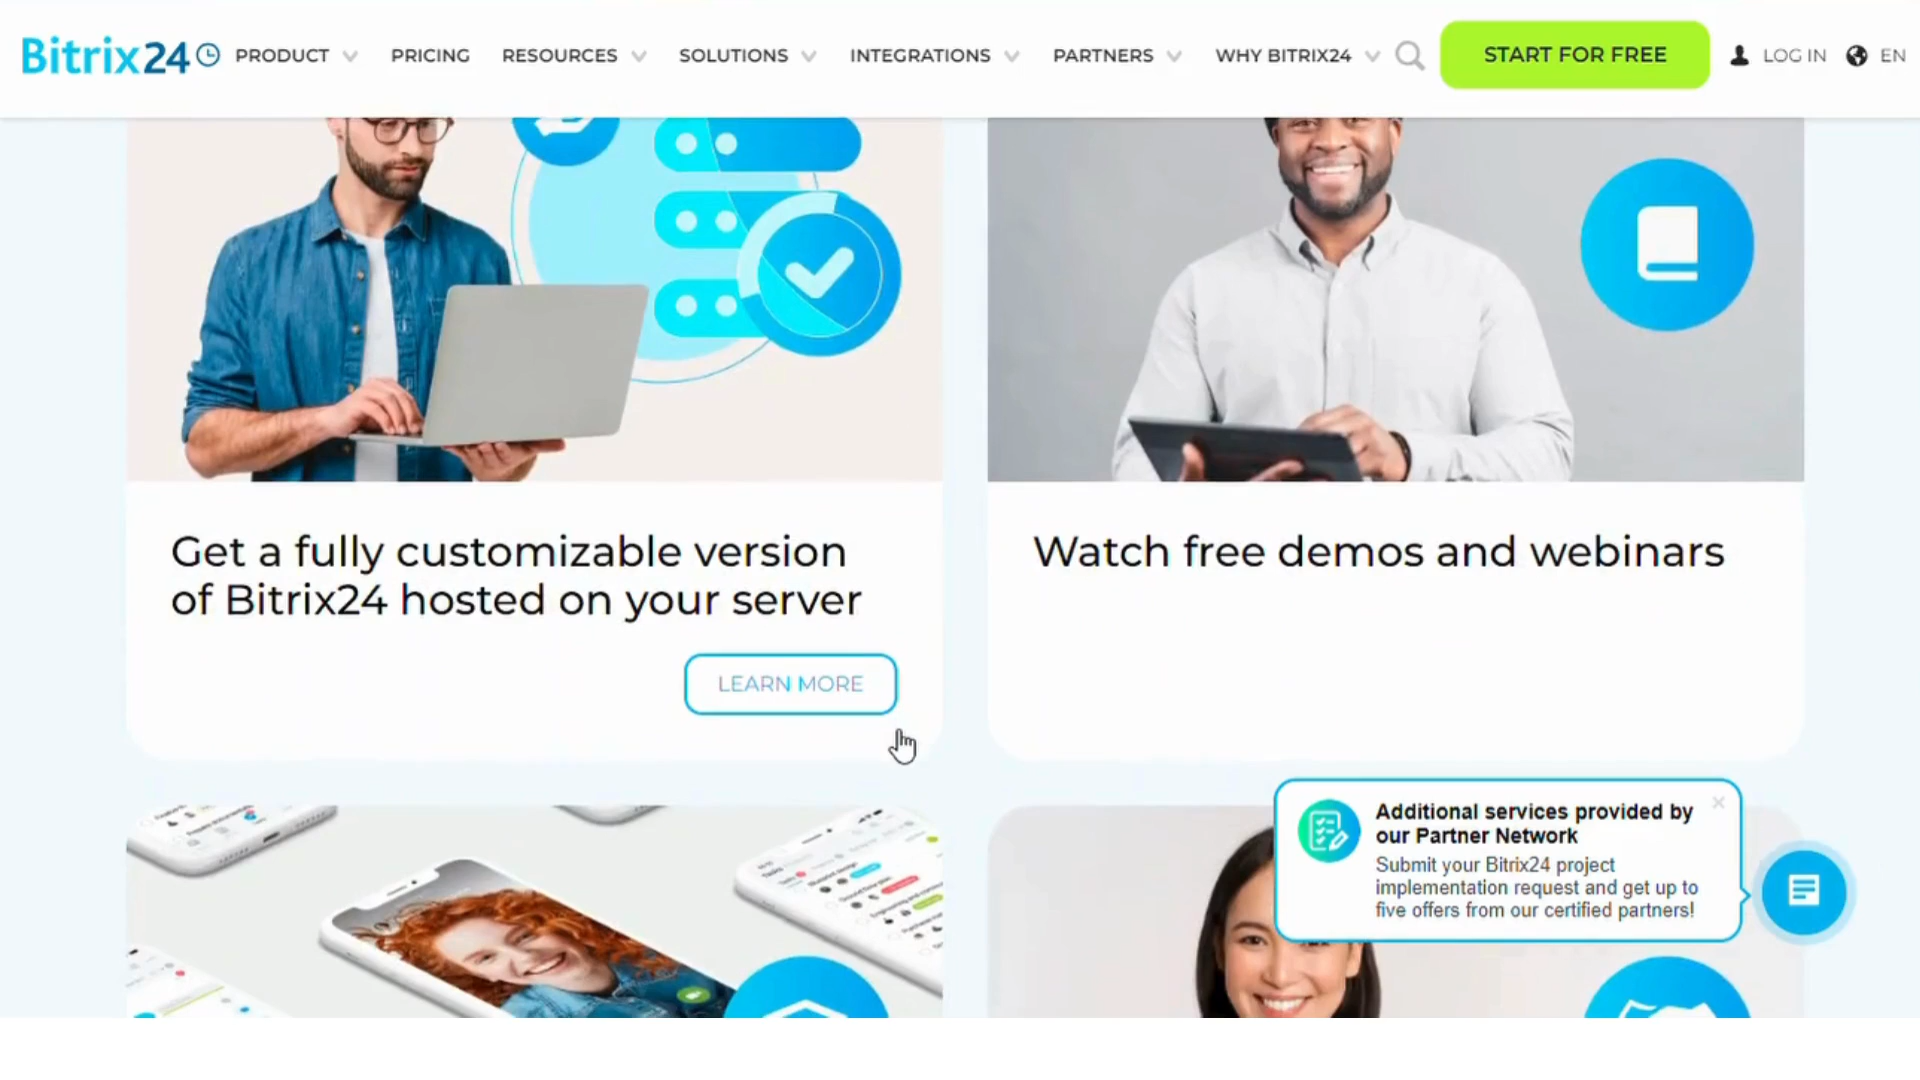 Bitrix24 PRODUCT PRICING RESOURCES SOLUTIONS INTEGRATIONS PARTNERS WHY BITRIX24 START FOR FREE LOG IN EN
Get a fully customizable version
of Bitrix24 hosted on your server
LEARN MORE
Watch free demos and webinars
Additional services provided by
our Partner Network
Submit your Bitrix24 project
implementation request and get up to
five offers from our certified partners!